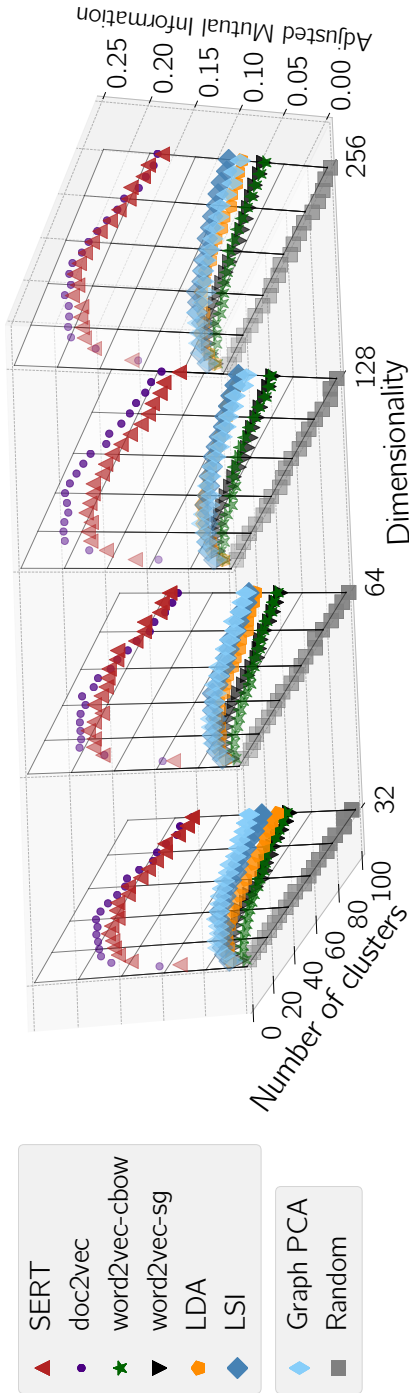 SERT
doc2vec
word2vec-cbow
word2vec-sg
LDA
LSI
Graph PCA
Random
Number of clusters
0
20
40
60
80
100
32
64
128
256
Dimensionality
0.00
0.05
0.10
0.15
0.20
0.25
Adjusted Mutual Information